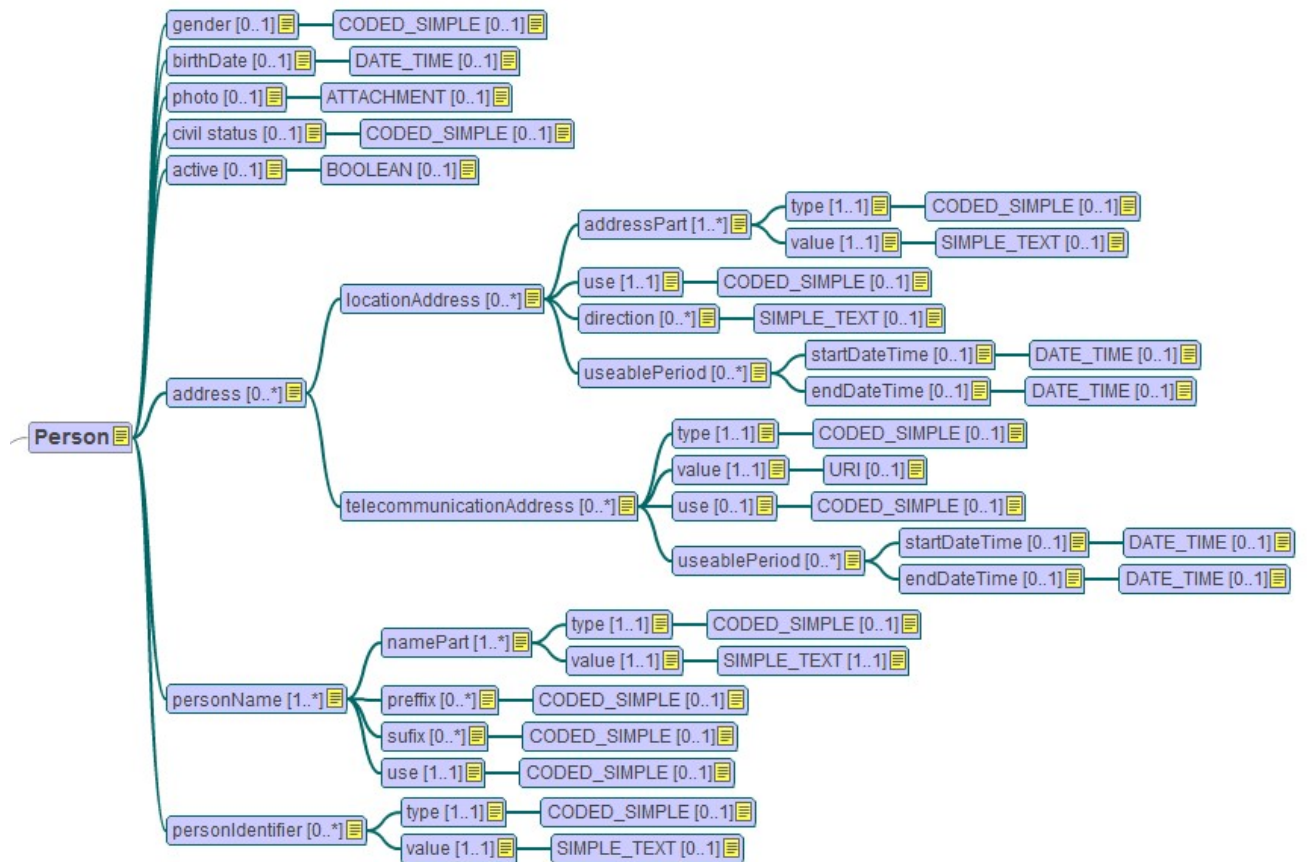 gender [0..1] CODED_SIMPLE [0..1]
birthDate [0..1] DATE_TIME [0..1]
photo [0..1] ATTACHMENT [0..1]
civil status [0..1] CODED_SIMPLE [0..1]
active [0..1] BOOLEAN [0..1]
type [1..1] CODED_SIMPLE [0..1]
addressPart [1..*]
value [1..1] SIMPLE_TEXT [0..1]
use [1..1] CODED_SIMPLE [0..1]
locationAddress [0..*]
direction [0..*] SIMPLE_TEXT [0..1]
startDateTime [0..1] DATE_TIME [0..1]
useablePeriod [0..*]
endDateTime [0..1] DATE_TIME [0..1]
address [0..*]
Person
type [1..1] CODED_SIMPLE [0..1]
value [1..1] URI [0..1]
telecommunicationAddress [0..*]
use [0..1] CODED_SIMPLE [0..1]
startDateTime [0..1] DATE_TIME [0..1]
useablePeriod [0..*]
endDateTime [0..1] DATE_TIME [0..1]
type [1..1] CODED_SIMPLE [0..1]
namePart [1..*]
value [1..1] SIMPLE_TEXT [1..1]
personName [1..*]
preffix [0..*] CODED_SIMPLE [0..1]
sufix [0..*] CODED_SIMPLE [0..1]
use [1..1] CODED_SIMPLE [0..1]
type [1..1] CODED_SIMPLE [0..1]
personIdentifier [0..*]
value [1..1] SIMPLE_TEXT [0..1]